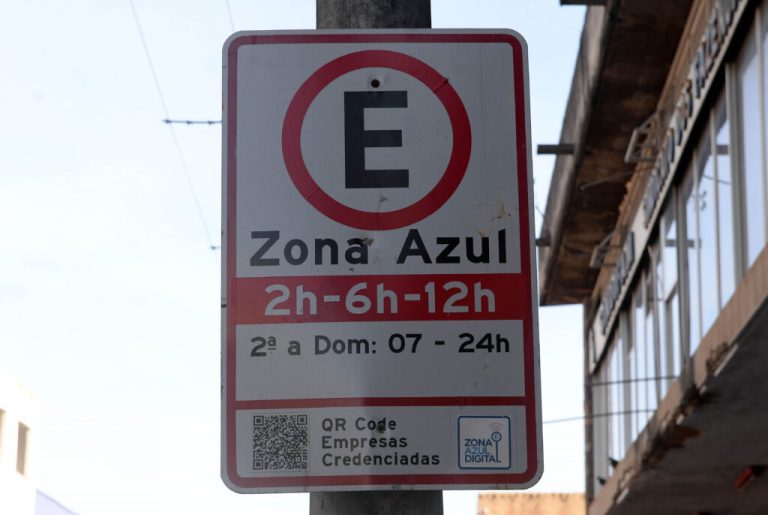 E
Zona Azul
2h-6h-12h
2ª a Dom: 07 - 24h
QR Code
Empresas
Credenciadas
ZONA
AZUL
DIGITAL